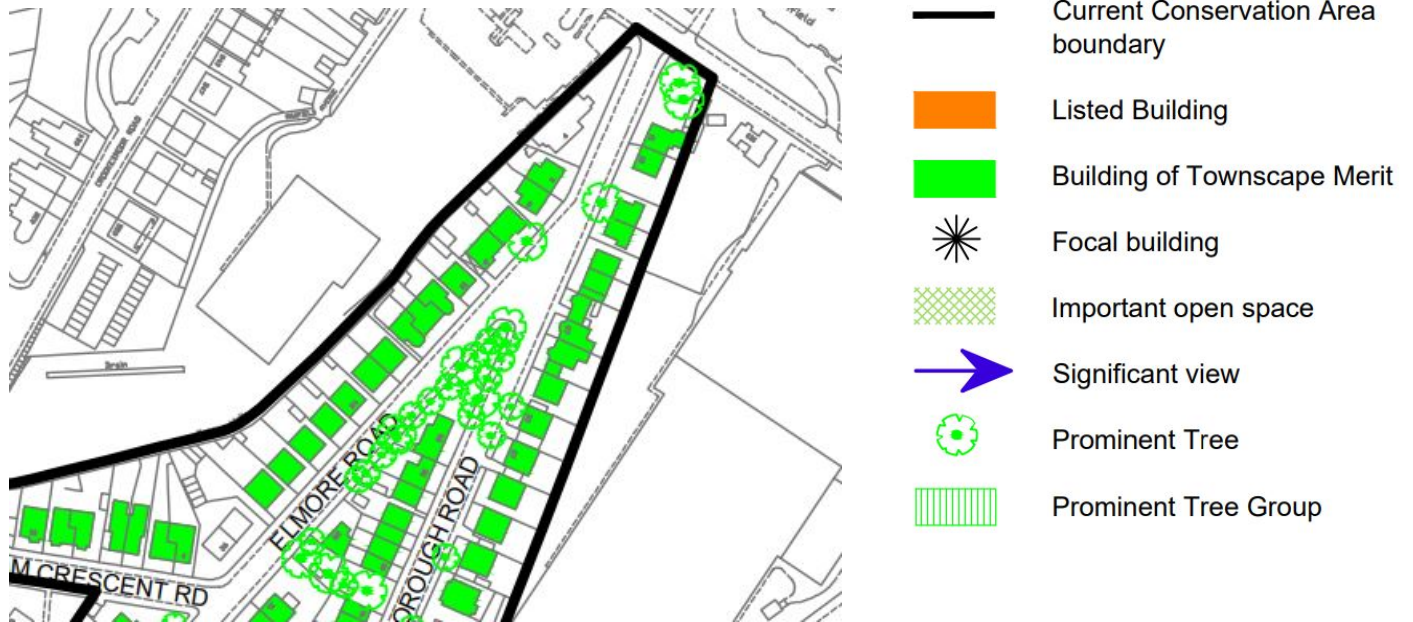 Drain
ELMORE ROAD
OROUGH ROAD
M CRESCENT RD
Current Conservation Area
boundary
Listed Building
Building of Townscape Merit
Focal building
Important open space
Significant view
Prominent Tree
Prominent Tree Group